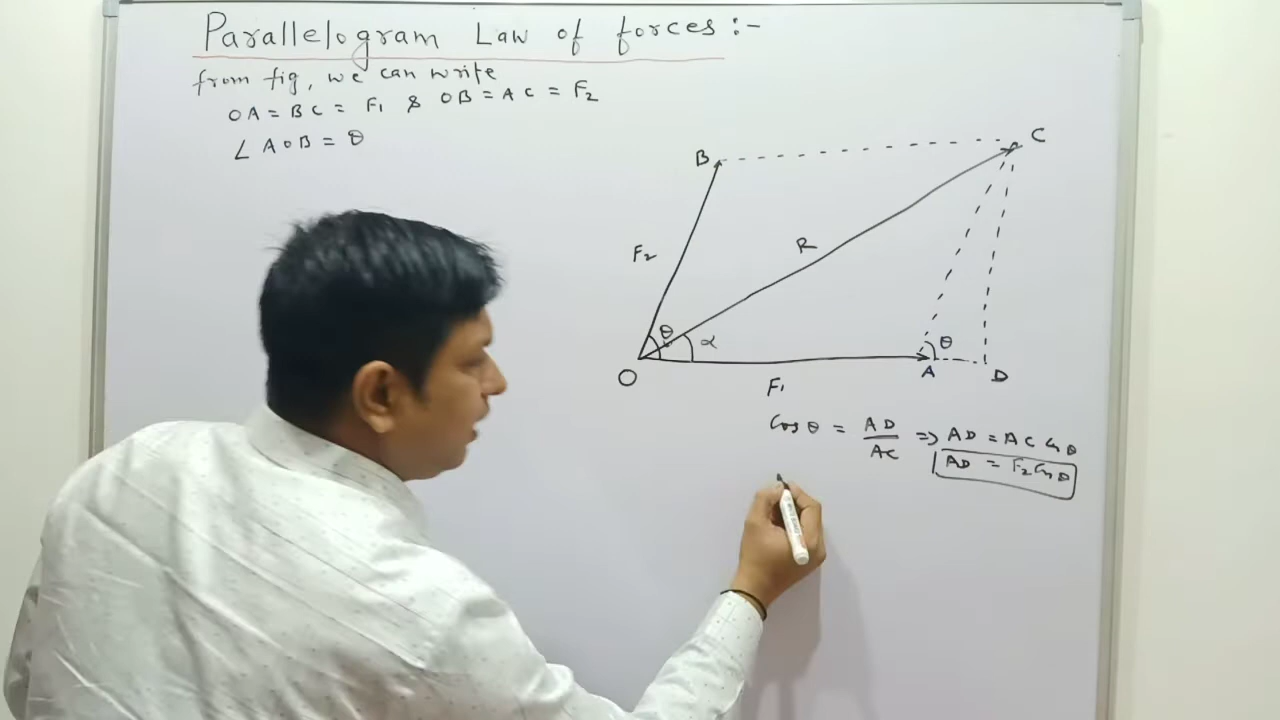 Parallelogram Law of forces :-
from fig, we can write
OA = BC = F₁ & OB = AC = F₂
∠AOB = θ
B
C
F₂
R
θ
α
θ
O
A
D
F₁
Cos θ = AD/AC => AD = AC Cos θ
AD = F₂ Cos θ